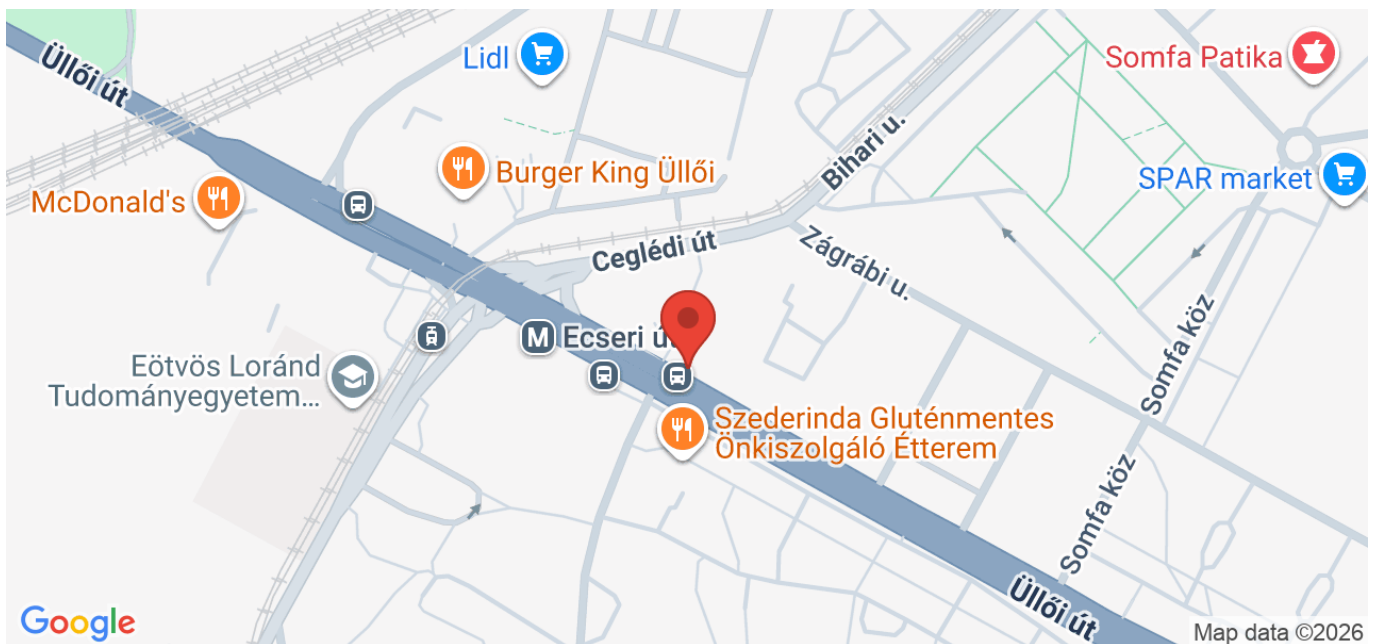 Üllői út
Lidl
Somfa Patika
Burger King Üllői
Bihari u.
SPAR market
McDonald's
Ceglédi út
Zágrábi u.
Somfa köz
M
Ecseri ú
Eötvös Loránd
Tudományegyetem...
Szederinda Gluténmentes
Önkiszolgáló Étterem
Somfa köz
Üllői út
Google
Map data ©2026